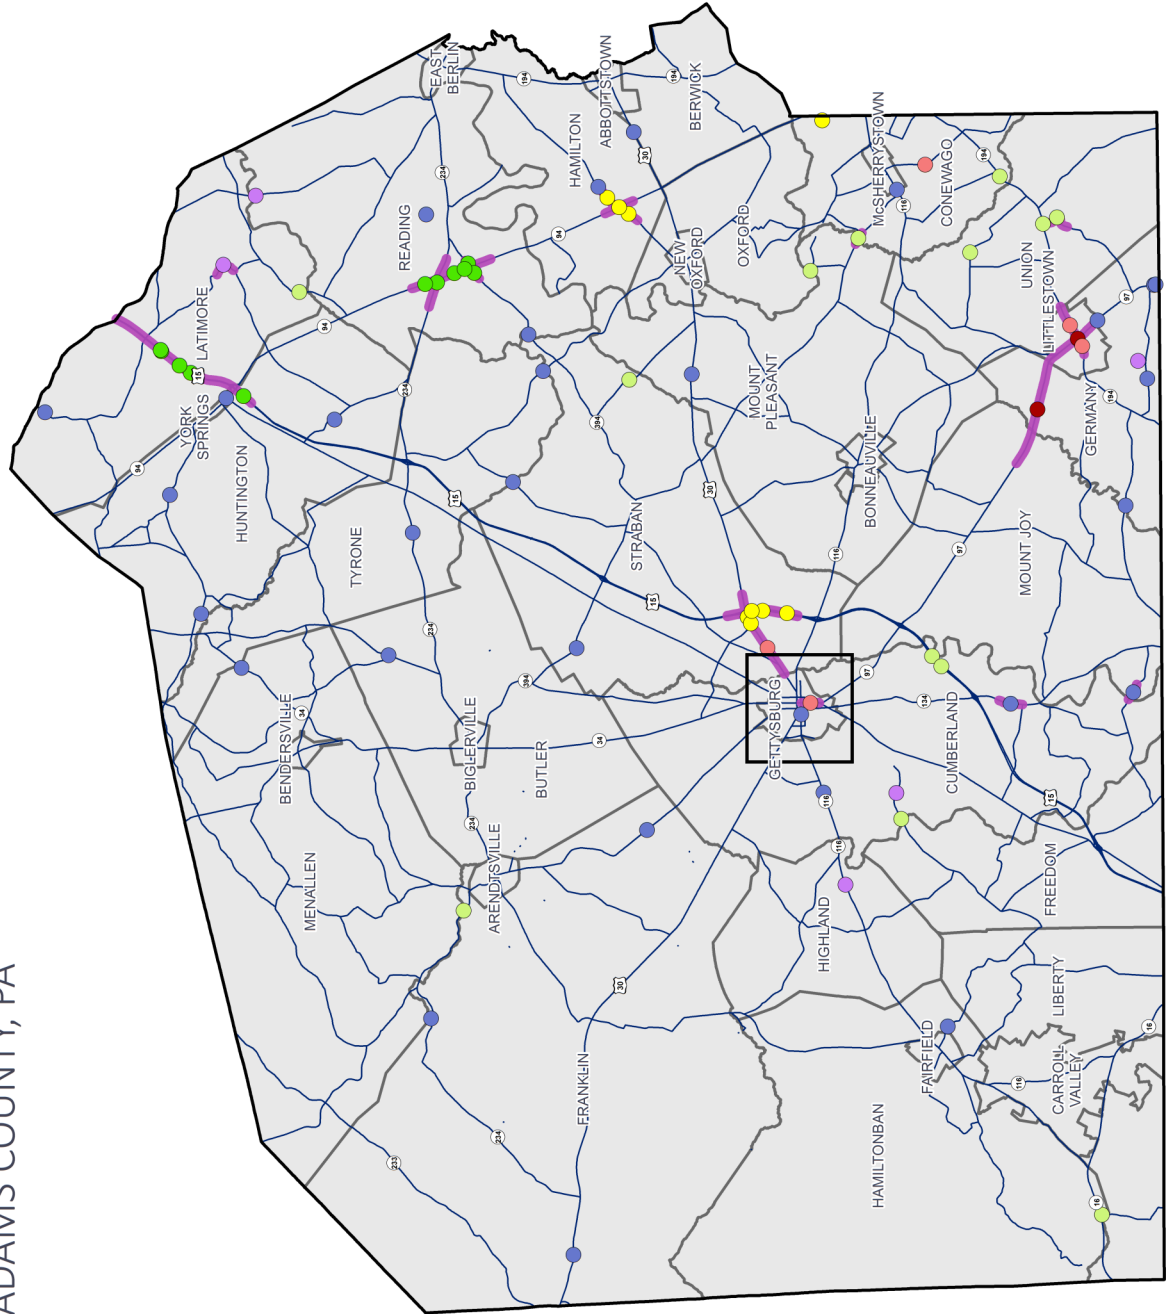 ADAMS COUNTY, PA
EAST
BERLIN
194
ABBOTTSTOWN
194
BERWICK
HAMILTON
30
234
READING
94
NEW
OXFORD
OXFORD
McSHERRYSTOWN
116
CONEWAGO
194
UNION
LITTLESTOWN
97
194
GERMANY
LATIMORE
15
94
YORK
SPRINGS
94
HUNTINGTON
234
TYRONE
15
394
MOUNT
PLEASANT
30
BONNEAUVILLE
116
97
MOUNT JOY
STRABAN
15
234
394
BENDERSVILLE
34
BIGLERVILLE
BUTLER
34
234
GETTYSBURG
97
134
CUMBERLAND
15
116
116
MENALLEN
ARENDTSVILLE
HIGHLAND
FREEDOM
30
FRANKLIN
234
233
FAIRFIELD
LIBERTY
16
CARROLL
VALLEY
116
HAMILTONBAN
16